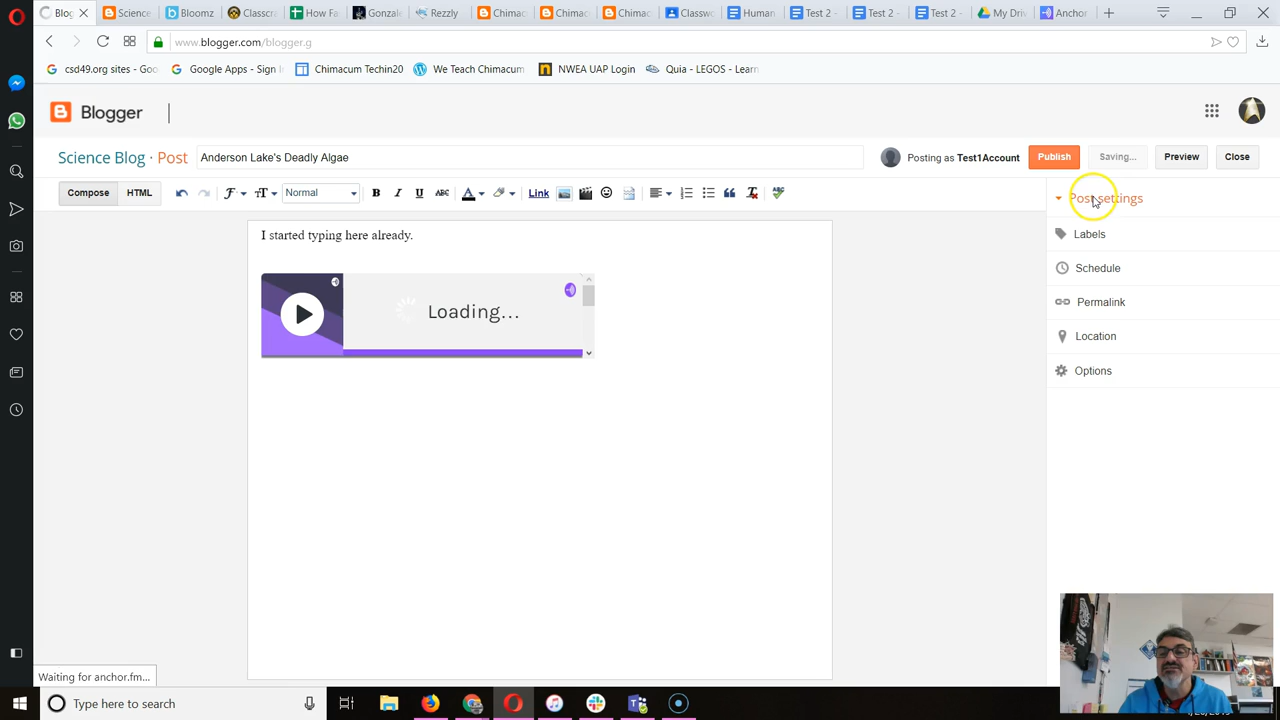 Blog
Science
Bloomz
Classcr
How Fa
Gonzal
Rezzly
Chimac
Chimac
Chimac
Classw
Human
Test 2 -
Test 2 -
Test 2 -
My Driv
Anchor
www.blogger.com/blogger.g
csd49.org sites - Goo
Google Apps - Sign i
Chimacum Techin20
We Teach Chimacum
NWEA UAP Login
Quia - LEGOS - Learn
Blogger
Science Blog · Post
Anderson Lake's Deadly Algae
Posting as Test1Account
Publish
Saving...
Preview
Close
Compose
HTML
Normal
B
I
U
ABC
A
Link
Post settings
I started typing here already.
Labels
Schedule
Loading...
Permalink
Location
Options
Waiting for anchor.fm...
Type here to search